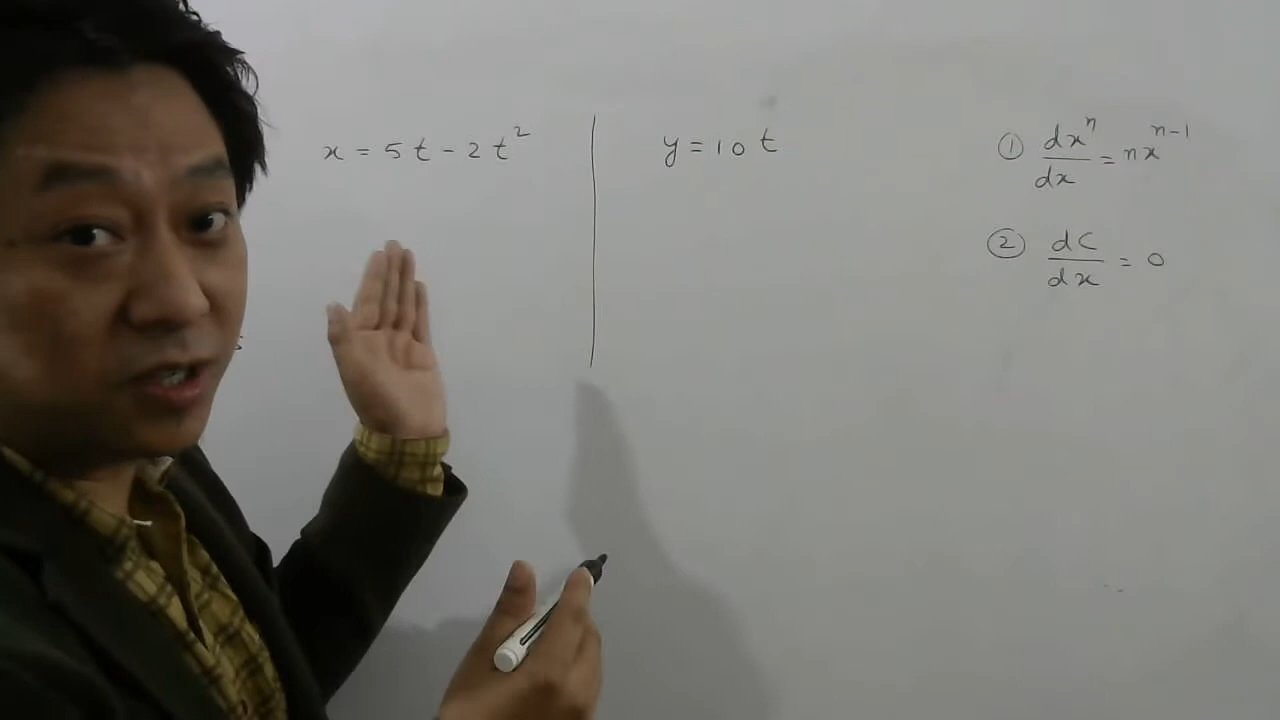 x = 5t - 2t²
y = 10t
① dxⁿ/dx = nxⁿ⁻¹
② dC/dx = 0